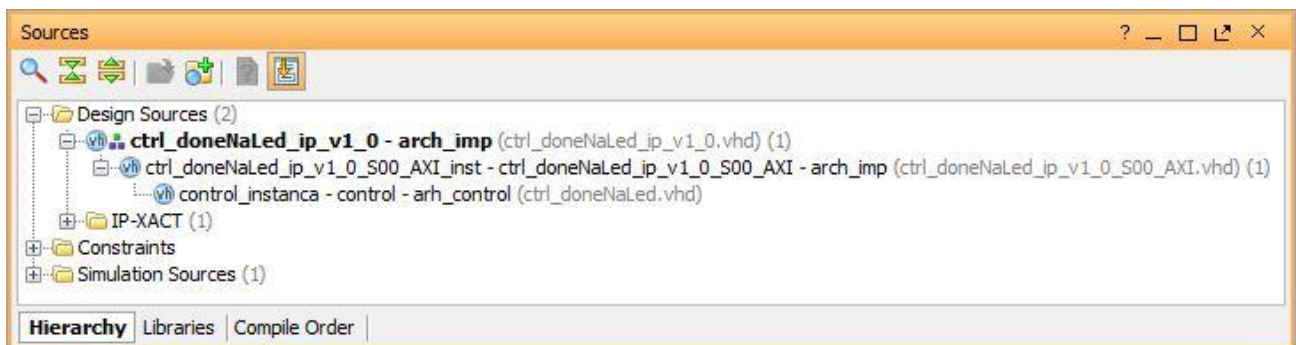 Sources
Design Sources (2)
ctrl_doneNaLed_ip_v1_0 - arch_imp (ctrl_doneNaLed_ip_v1_0.vhd) (1)
ctrl_doneNaLed_ip_v1_0_S00_AXI_inst - ctrl_doneNaLed_ip_v1_0_S00_AXI - arch_imp (ctrl_doneNaLed_ip_v1_0_S00_AXI.vhd) (1)
control_instanca - control - arh_control (ctrl_doneNaLed.vhd)
IP-XACT (1)
Constraints
Simulation Sources (1)
Hierarchy Libraries Compile Order